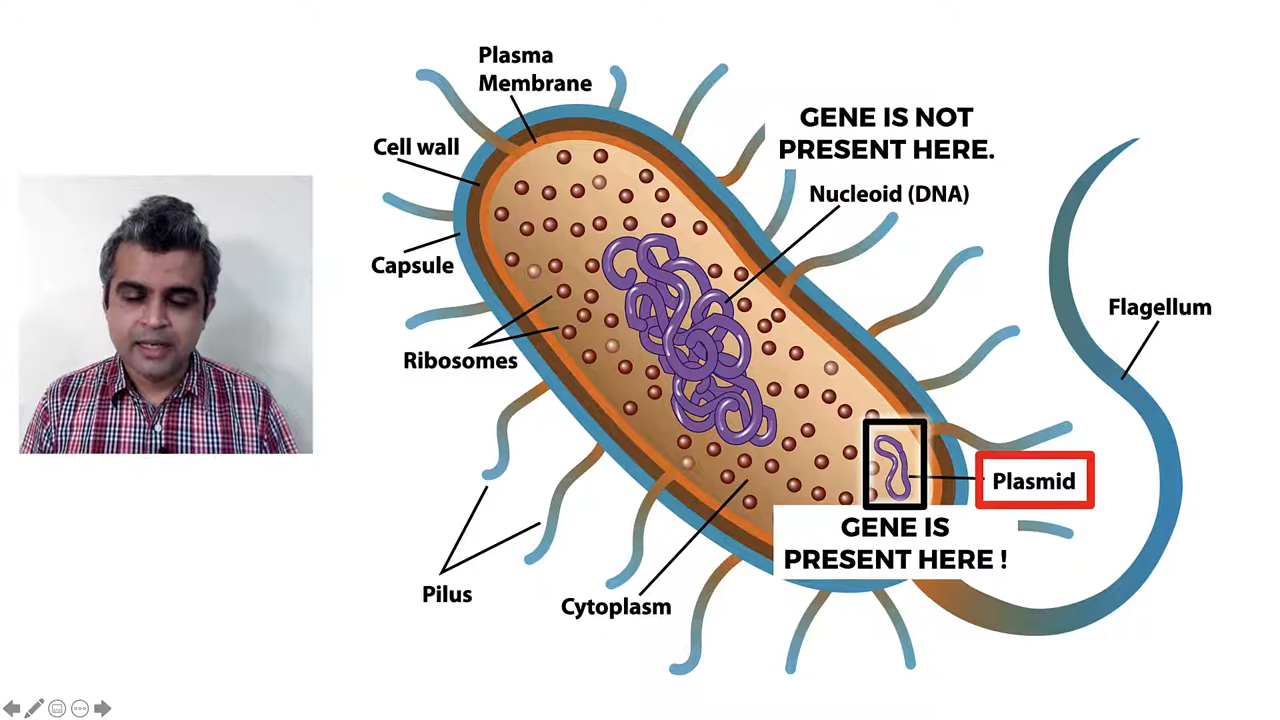 Plasma
Membrane
Cell wall
Capsule
Ribosomes
Pilus
Cytoplasm
GENE IS NOT
PRESENT HERE.
Nucleoid (DNA)
Flagellum
Plasmid
GENE IS
PRESENT HERE !